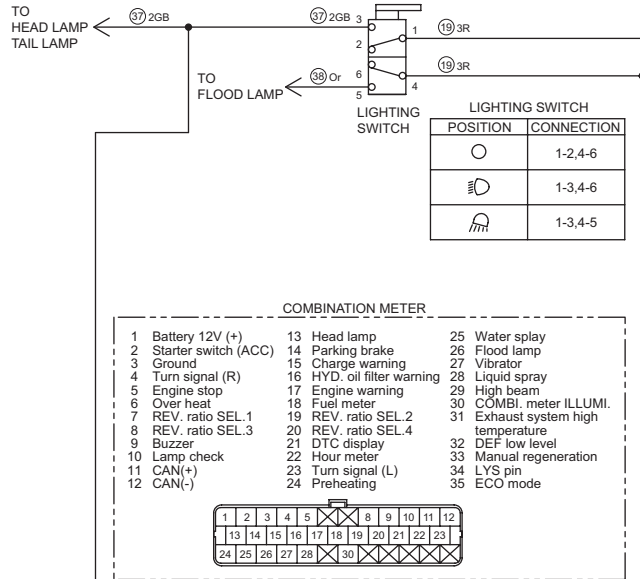 TO
HEAD LAMP
TAIL LAMP
37 2GB
37 2GB
3
2
1
19 3R
TO
FLOOD LAMP
38 Or
6
5
4
19 3R
LIGHTING
SWITCH
LIGHTING SWITCH
POSITION CONNECTION
1-2,4-6
1-3,4-6
1-3,4-5
COMBINATION METER
1 Battery 12V (+)
2 Starter switch (ACC)
3 Ground
4 Turn signal (R)
5 Engine stop
6 Over heat
7 REV. ratio SEL.1
8 REV. ratio SEL.3
9 Buzzer
10 Lamp check
11 CAN(+)
12 CAN(-)
13 Head lamp
14 Parking brake
15 Charge warning
16 HYD. oil filter warning
17 Engine warning
18 Fuel meter
19 REV. ratio SEL.2
20 REV. ratio SEL.4
21 DTC display
22 Hour meter
23 Turn signal (L)
24 Preheating
25 Water splay
26 Flood lamp
27 Vibrator
28 Liquid spray
29 High beam
30 COMBI. meter ILLUMI.
31 Exhaust system high
temperature
32 DEF low level
33 Manual regeneration
34 LYS pin
35 ECO mode
1 2 3 4 5 8 9 10 11 12
13 14 15 16 17 18 19 20 21 22 23
24 25 26 27 28 30